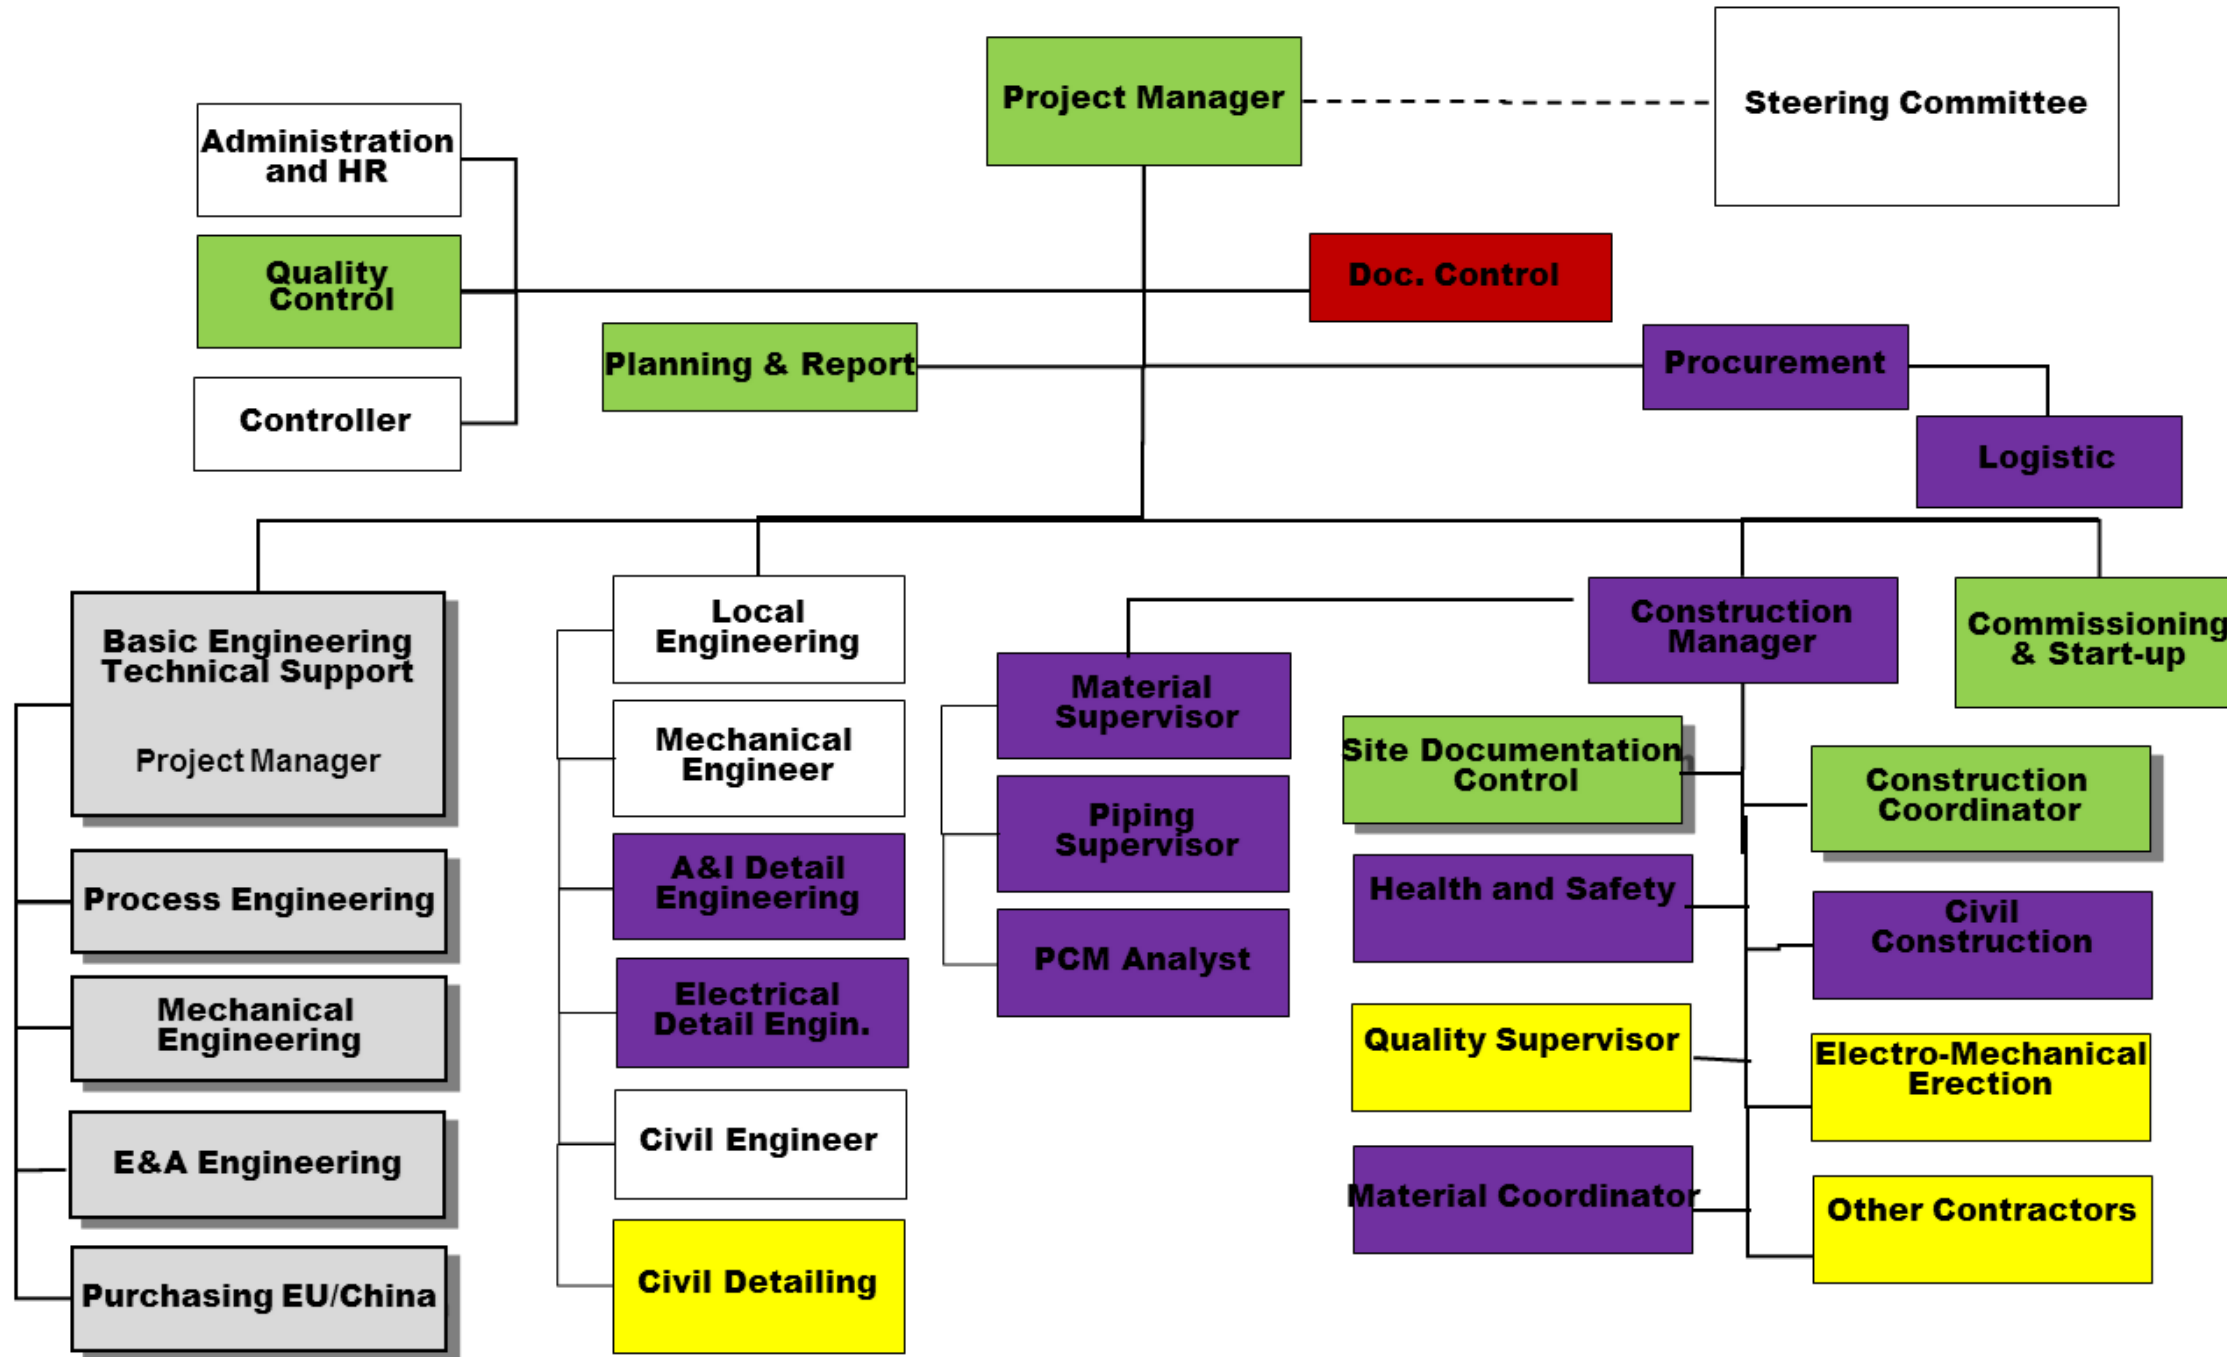 Project Manager
Steering Committee
Administration
and HR
Quality
Control
Doc. Control
Planning & Report
Procurement
Controller
Logistic
Basic Engineering
Technical Support
Project Manager
Process Engineering
Mechanical
Engineering
E&A Engineering
Purchasing EU/China
Local
Engineering
Mechanical
Engineer
A&I Detail
Engineering
Electrical
Detail Engin.
Civil Engineer
Civil Detailing
Material
Supervisor
Piping
Supervisor
PCM Analyst
Construction
Manager
Commissioning
& Start-up
Site Documentation
Control
Health and Safety
Quality Supervisor
Material Coordinator
Construction
Coordinator
Civil
Construction
Electro-Mechanical
Erection
Other Contractors